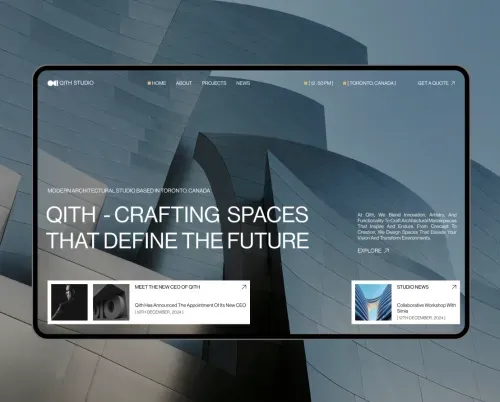 QITH STUDIO
HOME
ABOUT
PROJECTS
NEWS
[ TORONTO, CANADA ]
GET A QUOTE
MODERN ARCHITECTURAL STUDIO BASED IN TORONTO, CANADA
QITH - CRAFTING SPACES
THAT DEFINE THE FUTURE
At Qith, We Blend Innovation, Artistry, And
Functionality To Craft Architectural Masterpieces
That Inspire And Endure. From Concept To
Creation, We Design Spaces That Elevate Your
Vision And Transform Environments.
EXPLORE
MEET THE NEW CEO OF QITH
Qith Has Announced The Appointment Of Its New CEO
[ 12TH DECEMBER, 2024 ]
STUDIO NEWS
Collaborative Workshop With
[ 12TH DECEMBER, 2024 ]